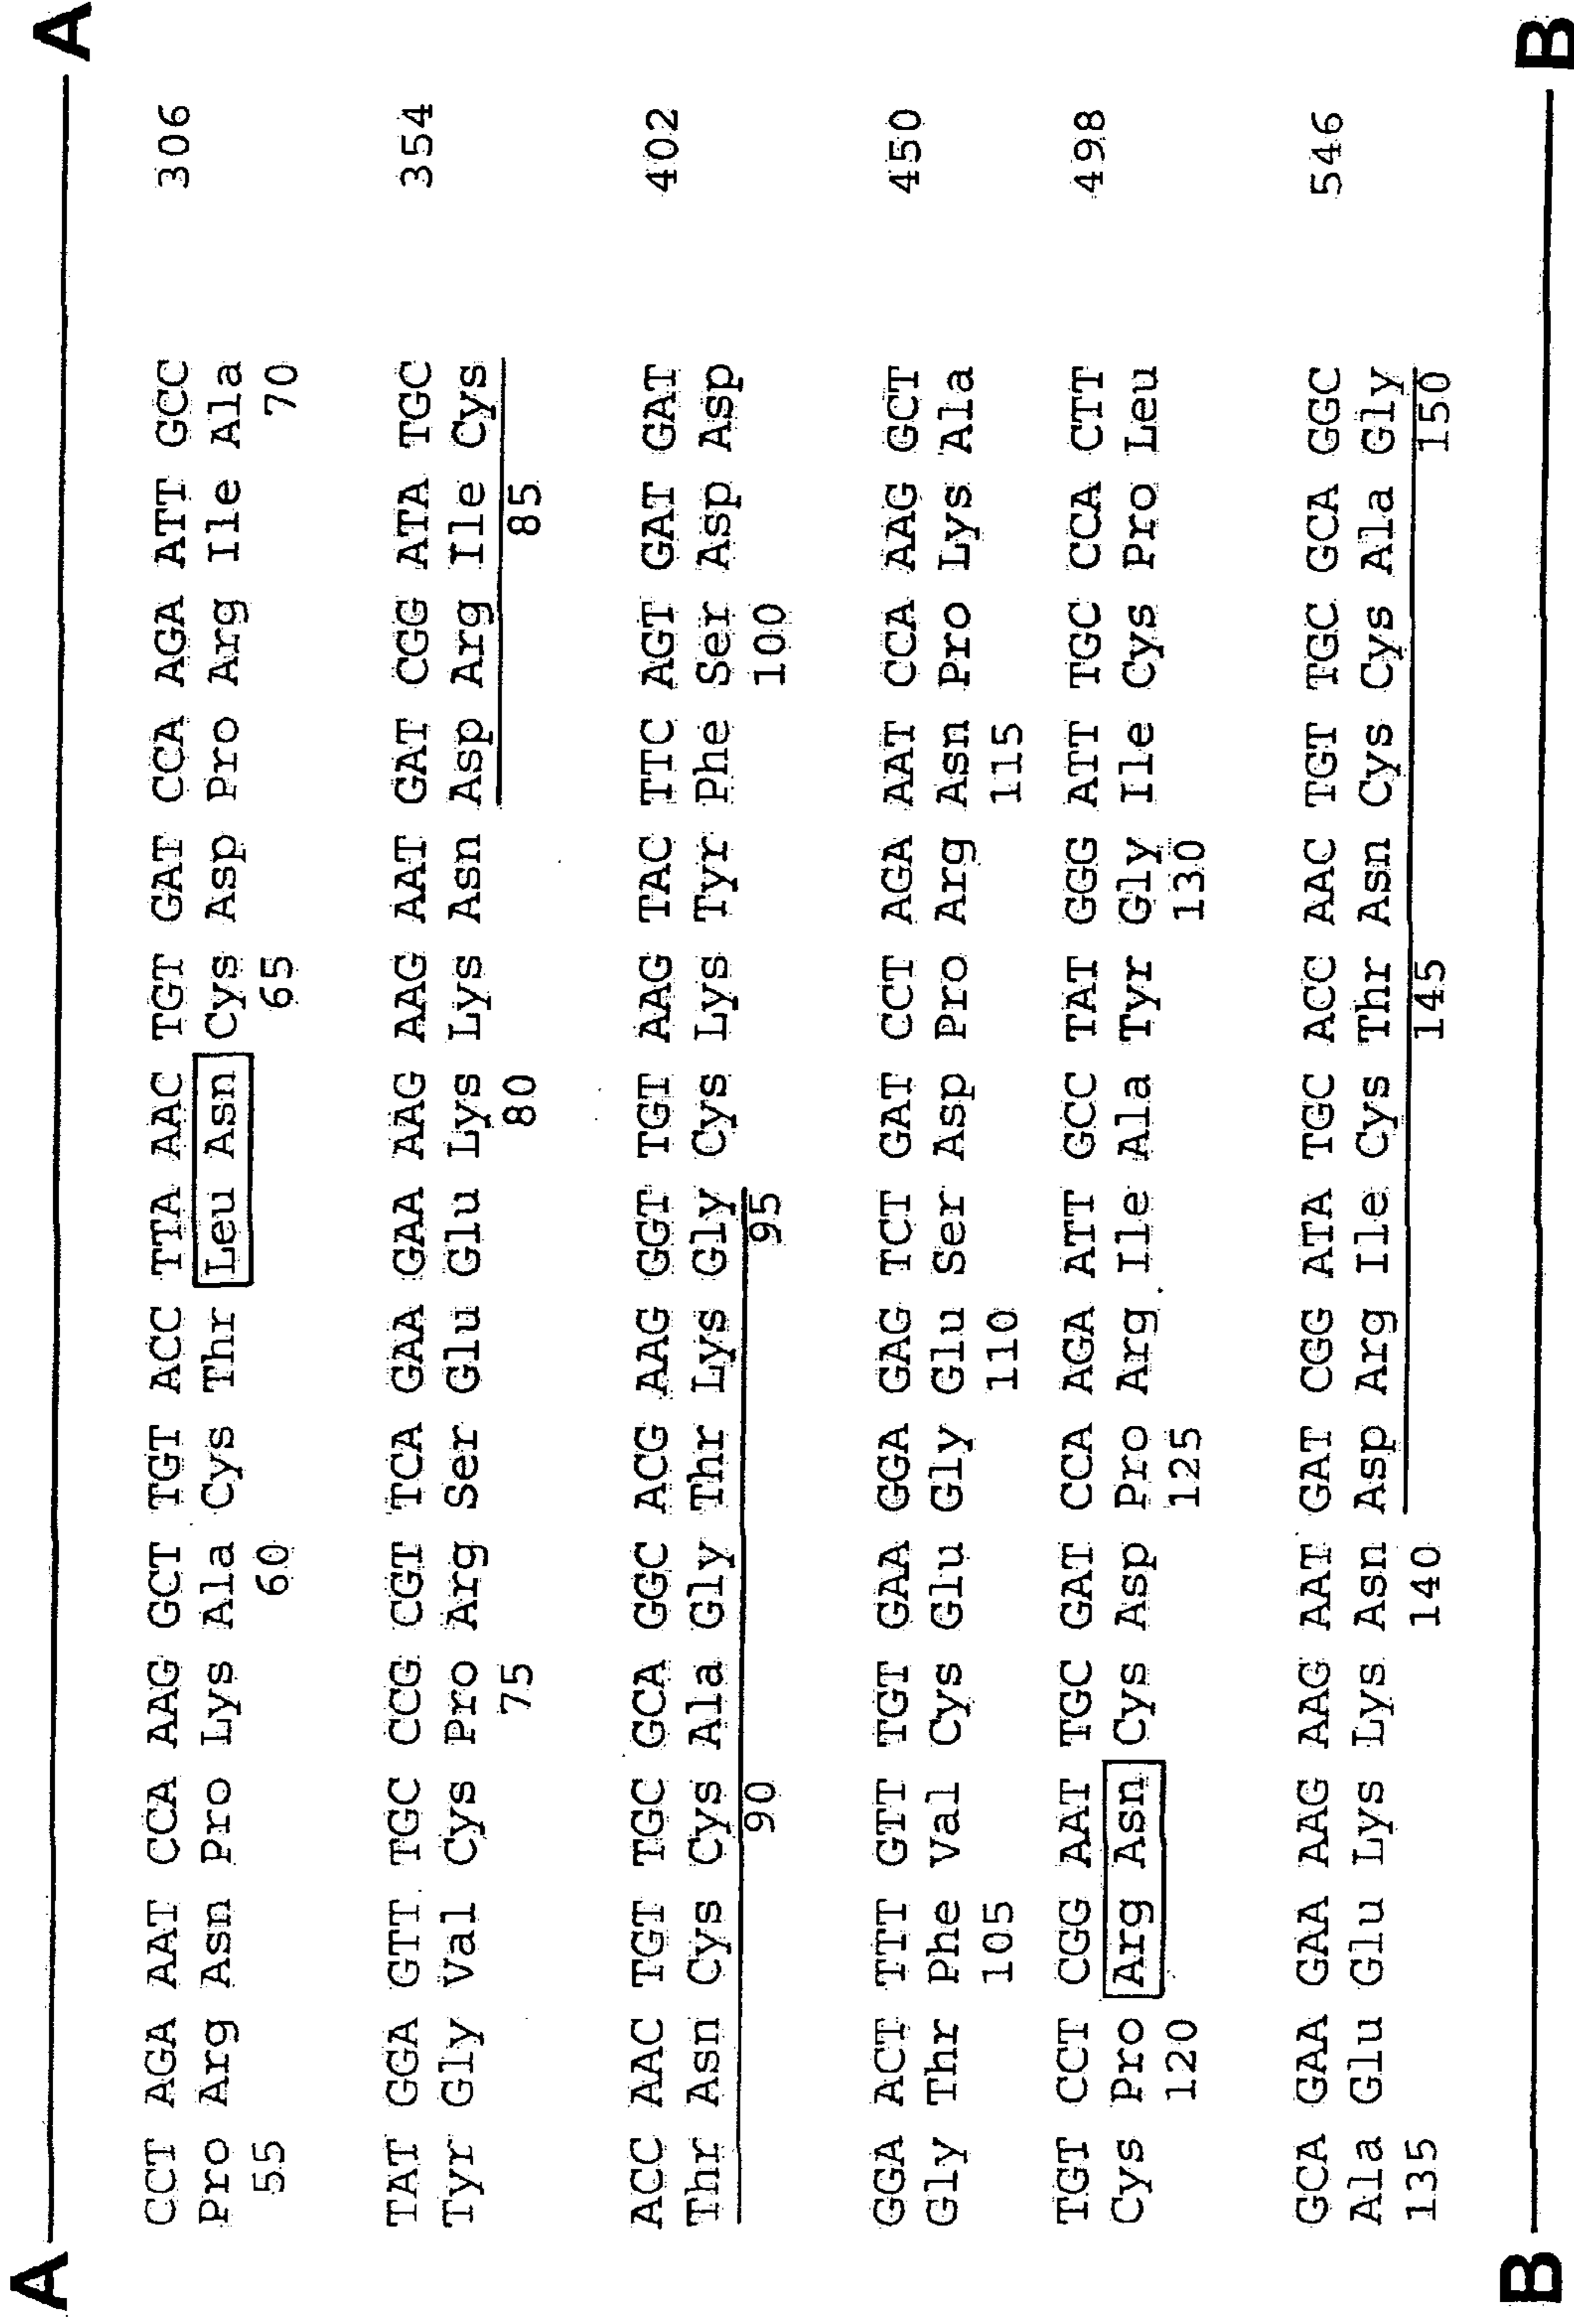 A A
CCT AGA AAT CCA AAG GCT TGT ACC TTA AAC TGT GAT CCA AGA ATT GCC 306
Pro Arg Asn Pro Lys Ala Cys Thr Leu Asn Cys Asp Pro Arg Ile Ala
55 60 65 70
TAT GGA GTT TGC CCG CGT TCA GAA GAA AAG AAG AAT GAT CGG ATA TGC 354
Tyr Gly Val Cys Pro Arg Ser Glu Glu Lys Lys Asn Asp Arg Ile Cys
75 80 85
ACC AAC TGT TGC GCA GGC ACG AAG GGT TGT AAG TAC TTC AGT GAT GAT 402
Thr Asn Cys Cys Ala Gly Thr Lys Gly Cys Lys Tyr Phe Ser Asp Asp
90 95 100
GGA ACT TTT GTT TGT GAA GGA GAG TCT GAT CCT AGA AAT CCA AAG GCT 450
Gly Thr Phe Val Cys Glu Gly Glu Ser Asp Pro Arg Asn Pro Lys Ala
105 110 115
TGT CCT CGG AAT TGC GAT CCA AGA ATT GCC TAT GGG ATT TGC CCA CTT 498
Cys Pro Arg Asn Cys Asp Pro Arg Ile Ala Tyr Gly Ile Cys Pro Leu
120 125 130
GCA GAA GAA AAG AAG AAT GAT CGG ATA TGC ACC AAC TGT TGC GCA GGC 546
Ala Glu Glu Lys Lys Asn Asp Arg Ile Cys Thr Asn Cys Cys Ala Gly
135 140 145 150
B B